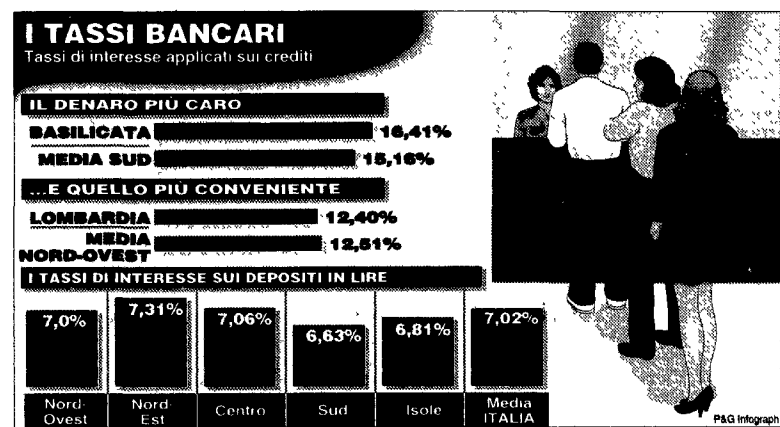 I TASSI BANCARI
Tassi di interesse applicati sui crediti
IL DENARO PIÙ CARO
BASILICATA 16,41%
MEDIA SUD 15,16%
...E QUELLO PIÙ CONVENIENTE
LOMBARDIA 12,40%
MEDIA
NORD-OVEST 12,51%
I TASSI DI INTERESSE SUI DEPOSITI IN LIRE
7,0% 7,31% 7,06% 6,63% 6,81% 7,02%
Nord-Ovest Nord-Est Centro Sud Isole Media ITALIA
P&G Infograph